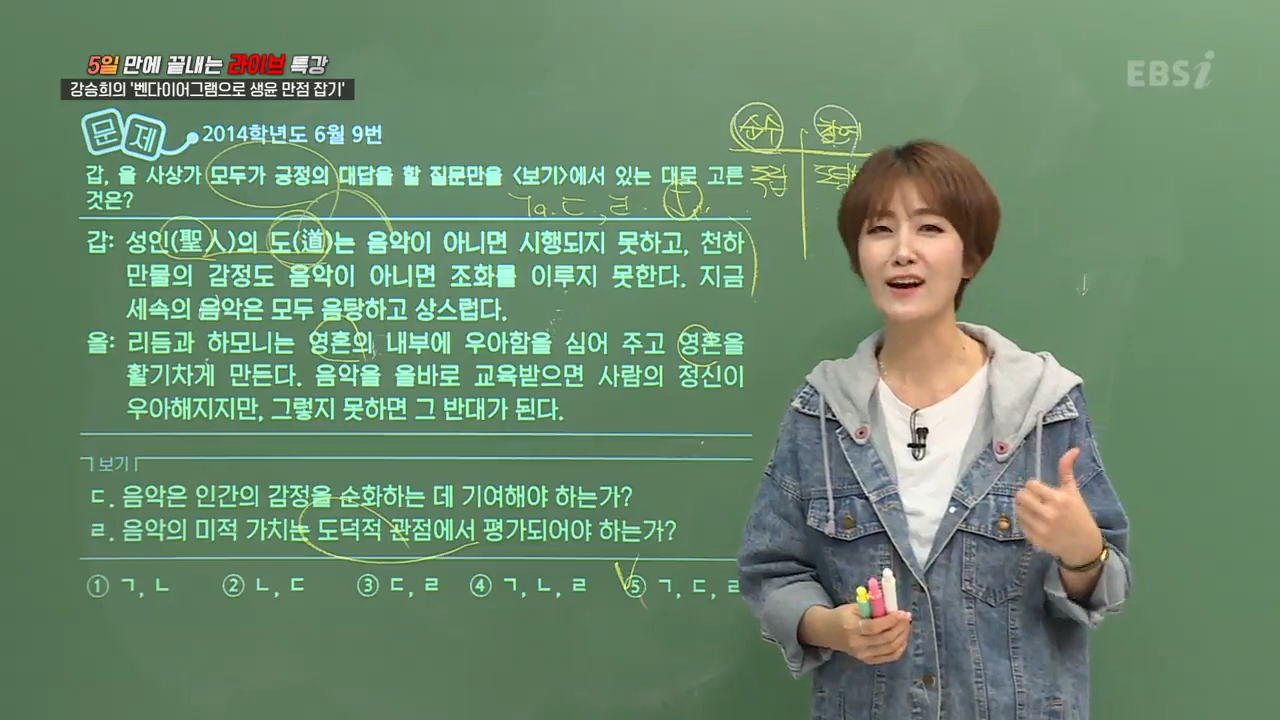 5일 만에 끝내는 라이브 특강
강승희의 '벤다이어그램으로 생윤 만점 잡기'
EBSi
문제 2014학년도 6월 9번
갑, 을 사상가 모두가 긍정의 대답을 할 질문만을 <보기>에서 있는 대로 고른
것은?
순수 참여
ㄱ, ㄷ, ㄹ
갑: 성인(聖人)의 도(道)는 음악이 아니면 시행되지 못하고, 천하
만물의 감정도 음악이 아니면 조화를 이루지 못한다. 지금
세속의 음악은 모두 음탕하고 상스럽다.
을: 리듬과 하모니는 영혼의 내부에 우아함을 심어 주고 영혼을
활기차게 만든다. 음악을 올바로 교육받으면 사람의 정신이
우아해지지만, 그렇지 못하면 그 반대가 된다.
보기
ㄷ. 음악은 인간의 감정을 순화하는 데 기여해야 하는가?
ㄹ. 음악의 미적 가치는 도덕적 관점에서 평가되어야 하는가?
① ㄱ, ㄴ ② ㄴ, ㄷ ③ ㄷ, ㄹ ④ ㄱ, ㄴ, ㄹ ⑤ ㄱ, ㄷ, ㄹ